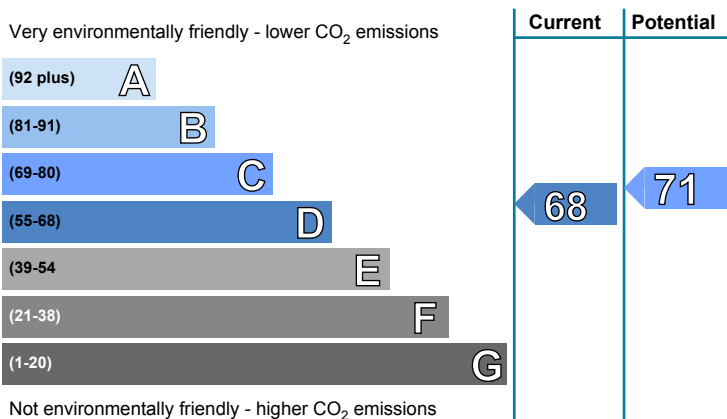 Very environmentally friendly - lower CO2 emissions
Current
Potential
(92 plus) A
(81-91) B
(69-80) C
(55-68) D
(39-54 E
(21-38) F
(1-20) G
68
71
Not environmentally friendly - higher CO2 emissions